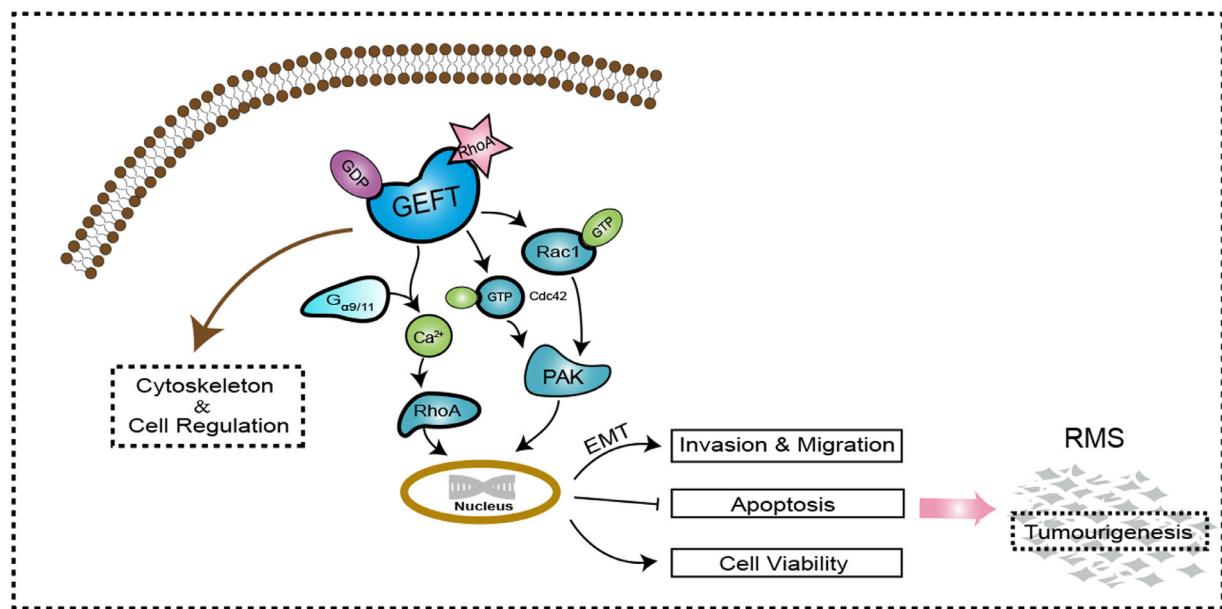 RhoA
GDP
GEFT
GTP
Rac1
Gα9/11
GTP
Cdc42
Ca²⁺
PAK
Cytoskeleton
&
Cell Regulation
RhoA
EMT
Invasion & Migration
RMS
Nucleus
Apoptosis
Tumourigenesis
Cell Viability